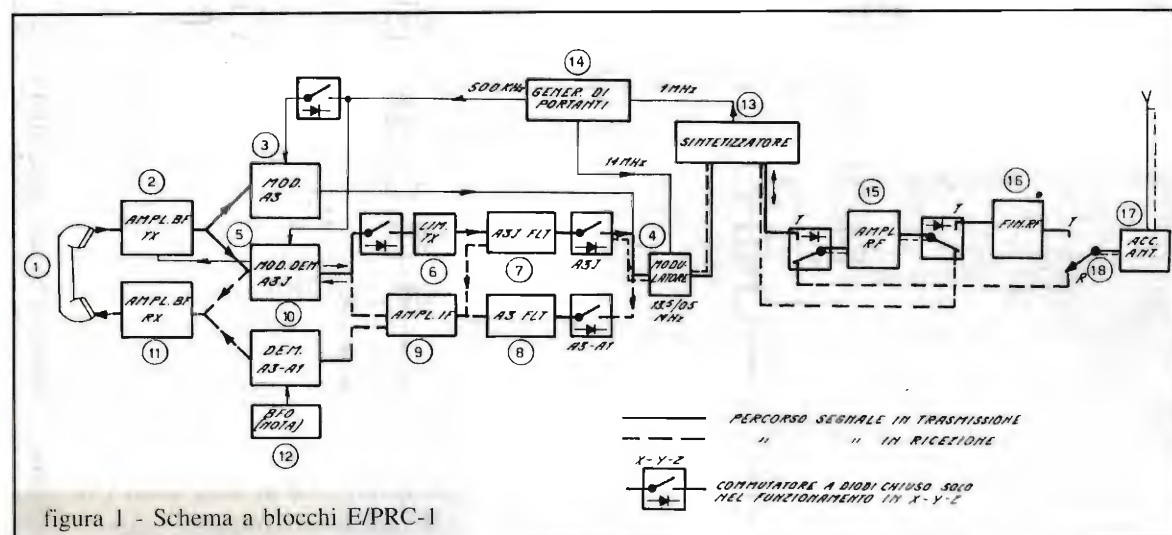 14
500 KHz
GENER. DI
PORTANTI
1MHz
13
SINTETIZZATORE
14MHz
3
MOD.
A3
2
AMPL. BF
TX
5
MOD. DEM
A3J
10
1
AMPL. BF
RX
11
DEM.
A3-A1
BFO
(NOTA)
12
LIM.
TX
6
A3J FLT
7
A3J
AMPL. IF
9
A3 FLT
8
A3-A1
4
MODU
LATORE
13,5/0,5
MHz
T
15
AMPL
RF
T
16
FIN. RF
T
R
18
17
ACC.
ANT.
PERCORSO SEGNALE IN TRASMISSIONE
" " IN RICEZIONE
X-Y-Z
COMMUTATORE A DIODI CHIUSO SOLO
NEL FUNZIONAMENTO IN X-Y-Z
figura 1 - Schema a blocchi E/PRC-1